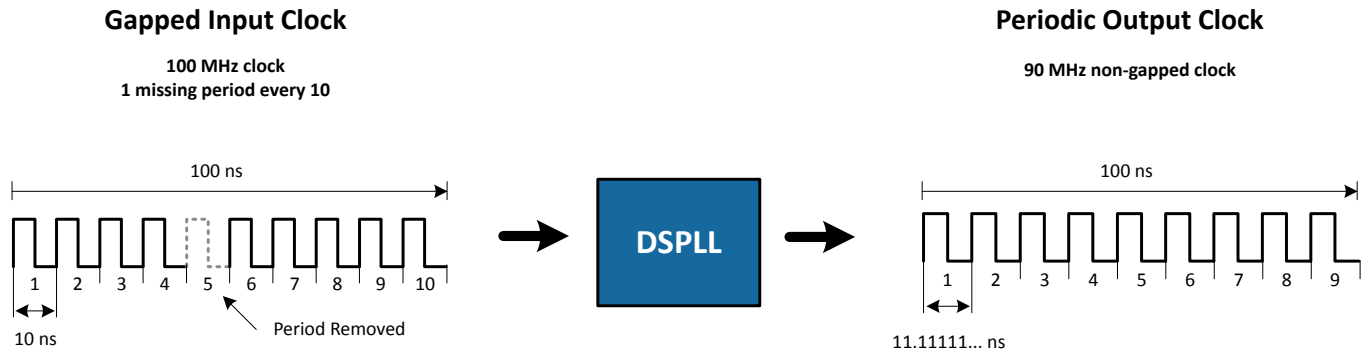 Gapped Input Clock
100 MHz clock
1 missing period every 10
100 ns
1 2 3 4 5 6 7 8 9 10
10 ns
Period Removed
DSPLL
Periodic Output Clock
90 MHz non-gapped clock
100 ns
1 2 3 4 5 6 7 8 9
11.11111... ns